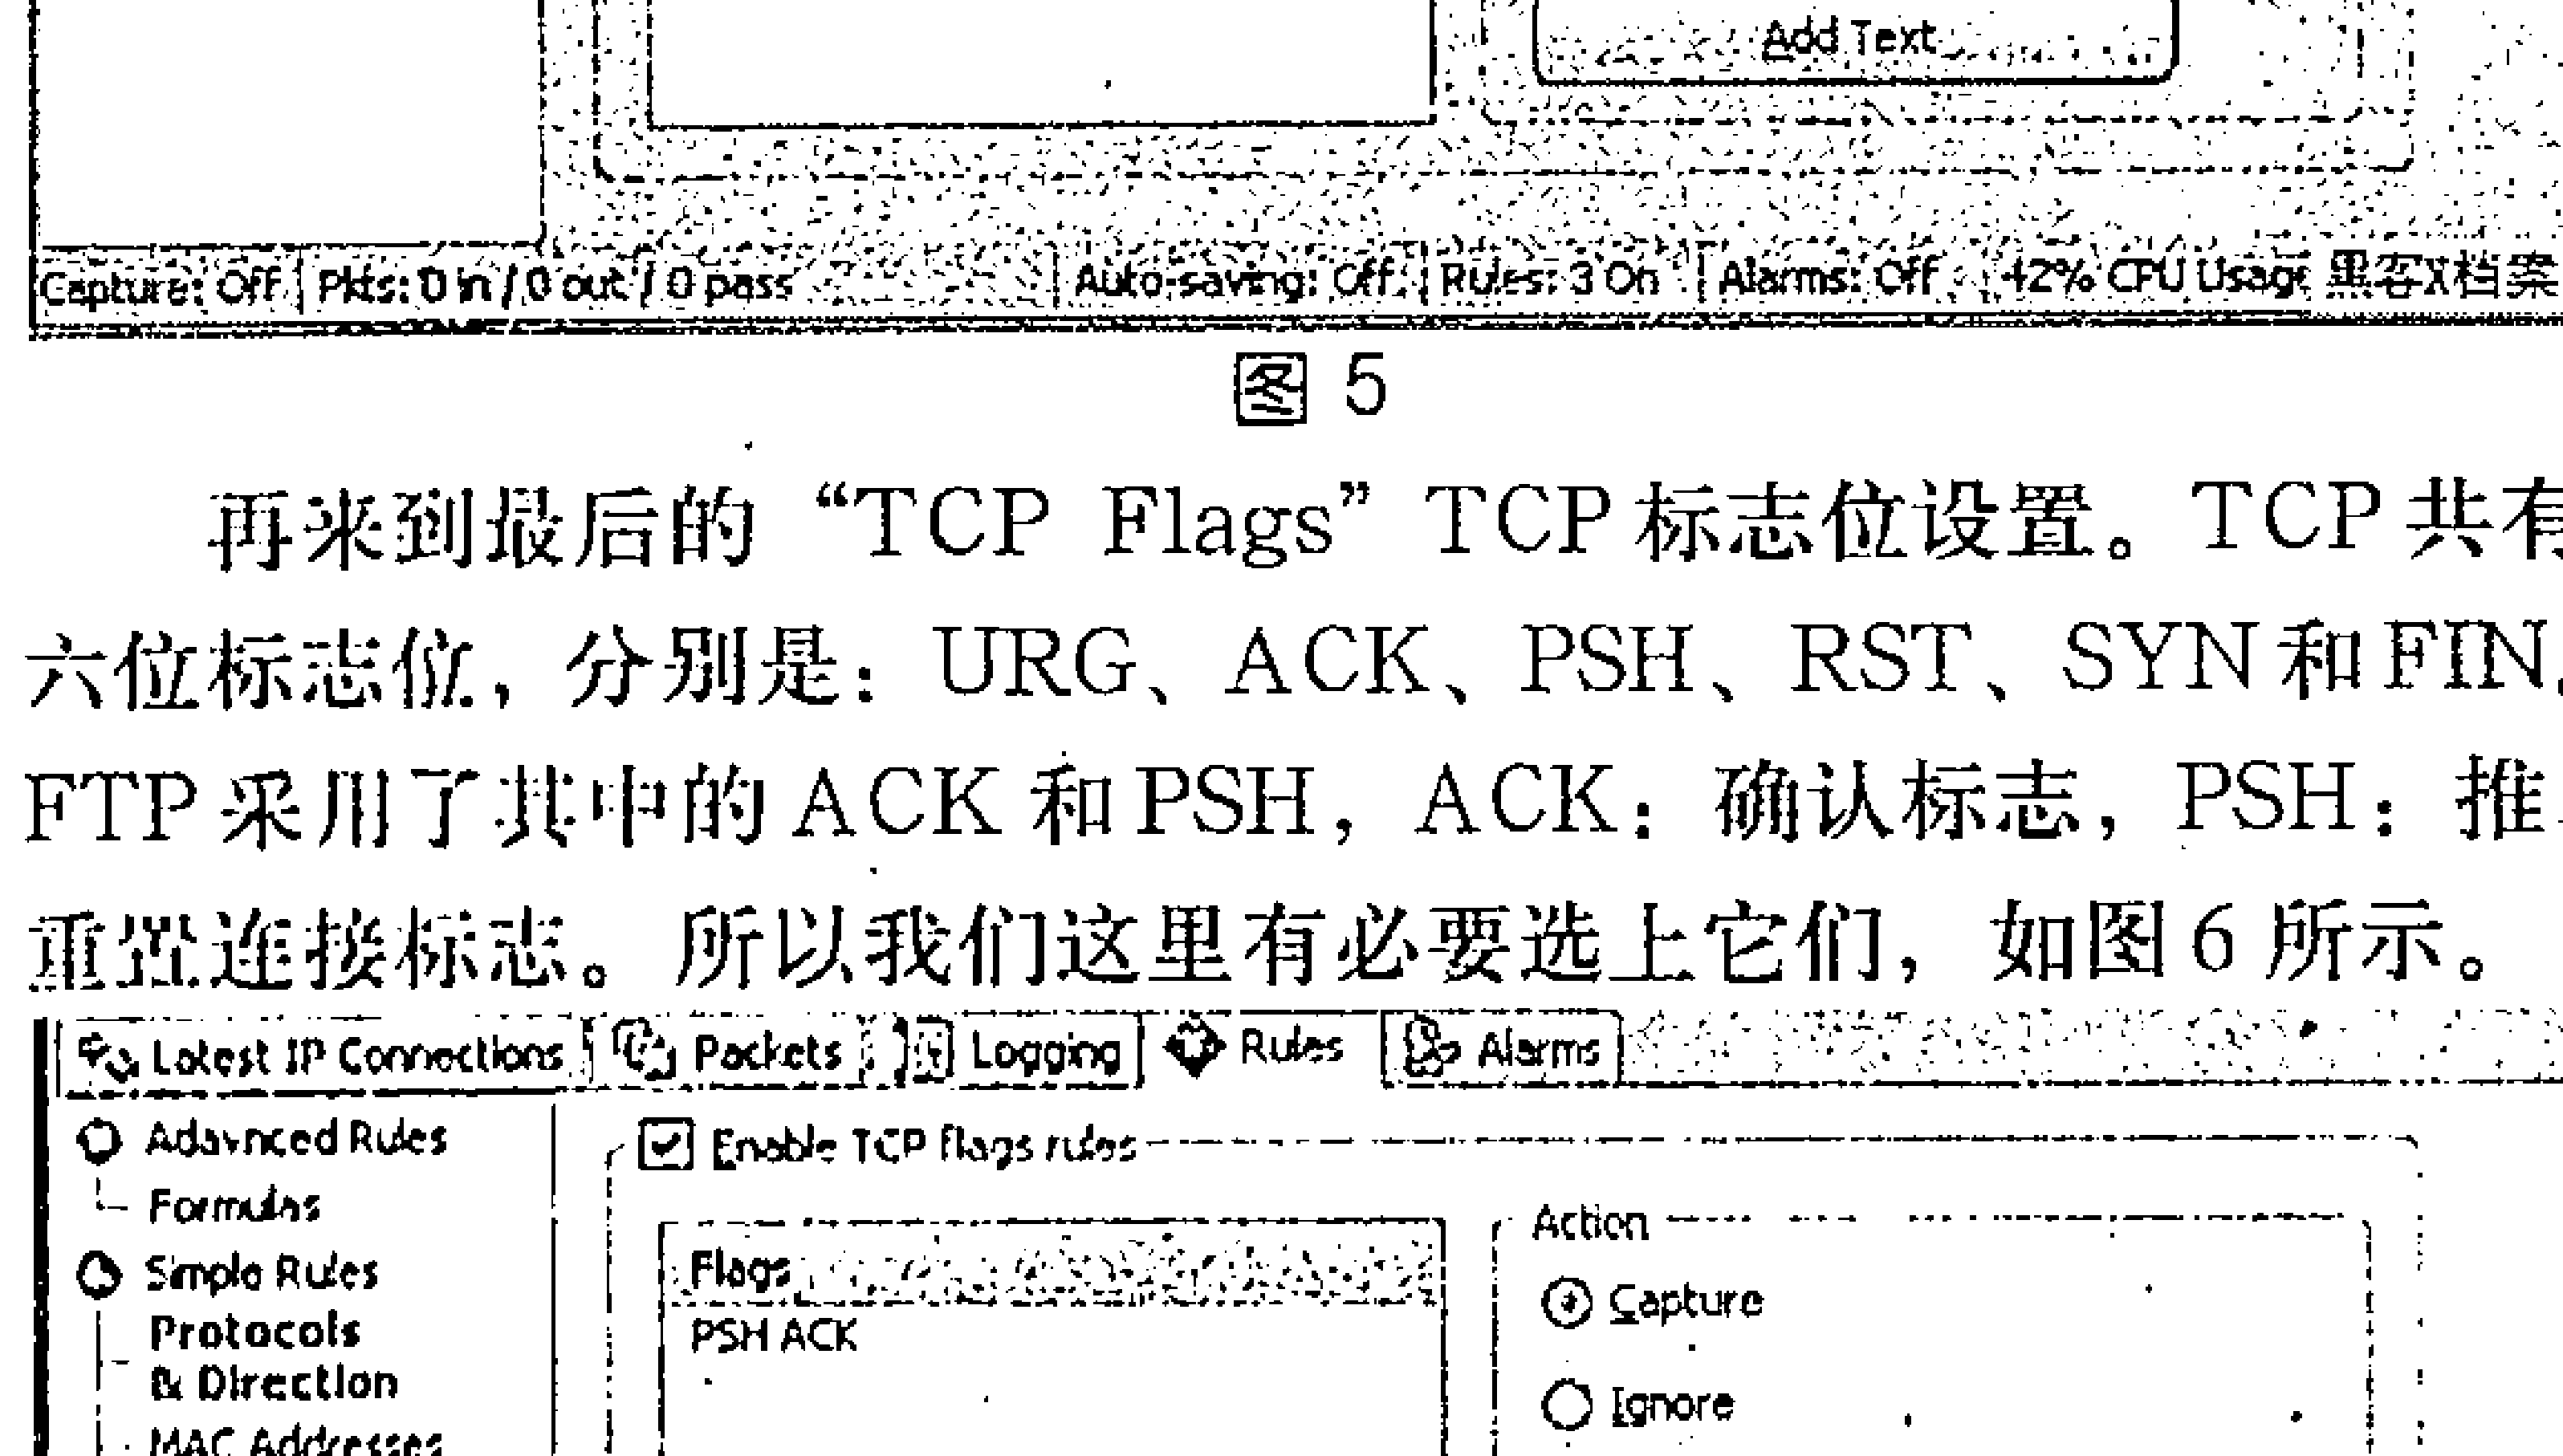 Add Text
Capture: Off Pkts: 0 in / 0 out / 0 pass Auto-saving: Off Rules: 3 On Alarms: Off 42% CPU Usage 黑客X档案
图 5
再来到最后的“TCP Flags”TCP标志位设置。TCP共有
六位标志位，分别是：URG、ACK、PSH、RST、SYN和FIN。
FTP采用了其中的ACK和PSH，ACK：确认标志，PSH：推
重置连接标志。所以我们这里有必要选上它们，如图6所示。
Latest IP Connections Packets Logging Rules Alarms
Adavnced Rules
Enable TCP flags rules
Formulas
Action
Flags
Simple Rules
Capture
Protocols
PSH ACK
& Direction
Ignore
MAC Addresses